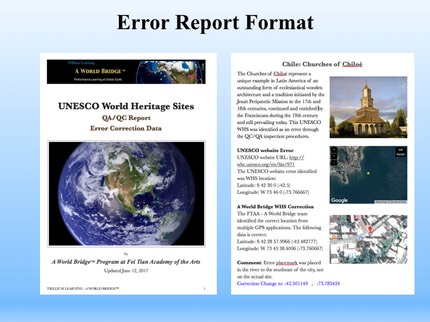 Error Report Format
Trillium Learning
A WORLD BRIDGE™
Performance Learning at Global Scale
UNESCO World Heritage Sites
QA/QC Report
Error Correction Data
by
A World Bridge™ Program at Fei Tian Academy of the Arts
Updated June 12, 2017
TRILLIUM LEARNING - A WORLD BRIDGE™ 1
Chile: Churches of Chiloé
The Churches of Chiloé represent a
unique example in Latin America of an
outstanding form of ecclesiastical wooden
architecture and a tradition initiated by the
Jesuit Peripatetic Mission in the 17th and
18th centuries, continued and enriched by
the Franciscans during the 19th century
and still prevailing today. This UNESCO
WHS was identified as an error through
the QC/QA inspection procedures.
UNESCO website Error
UNESCO website URL: http://
whc.unesco.org/en/list/971
The UNESCO website error identified
was WHS location:
Latitude: S 42 30 0 (-42.5)
Longitude: W 73 46 0 (-73.766667)
A World Bridge WHS Correction
The FTAA - A World Bridge team
identified the correct location from
multiple GPS applications. The following
data is correct:
Latitude: S 42 28 57.5966 (-42.482777)
Longitude: W 73 45 38.4006 (-73.760667)
Comment: Error placemark was placed
in the river to the southeast of the city, not
on the actual site.
Correction Change to: -42.501145 , -73.785624
Google